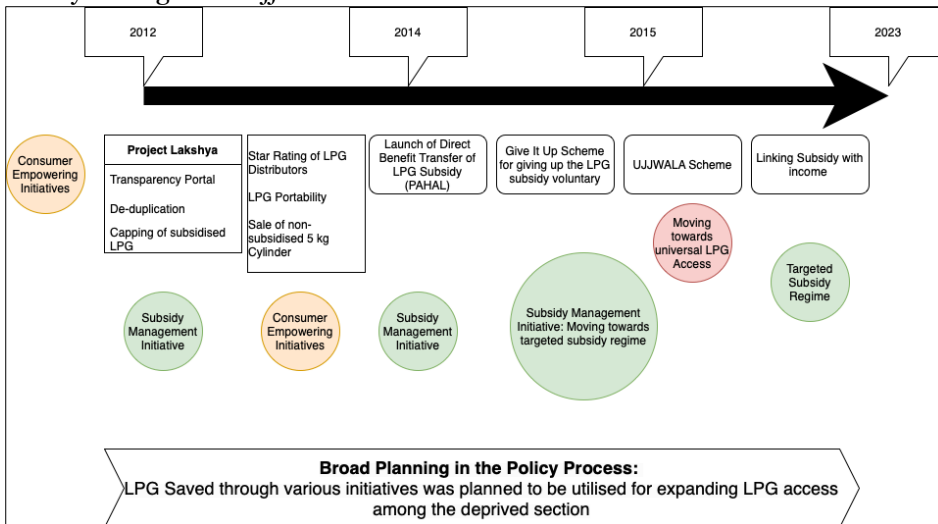 2012
2014
2015
2023
Consumer
Empowering
Initiatives
Project Lakshya
Transparency Portal
De-duplication
Capping of subsidised
LPG
Star Rating of LPG
Distributors
LPG Portability
Sale of non-
subsidised 5 kg
Cylinder
Launch of Direct
Benefit Transfer of
LPG Subsidy
(PAHAL)
Give It Up Scheme
for giving up the LPG
subsidy voluntary
UJJWALA Scheme
Linking Subsidy with
income
Moving
towards
universal LPG
Access
Targeted
Subsidy
Regime
Subsidy
Management
Initiative
Consumer
Empowering
Initiatives
Subsidy
Management
Initiative
Subsidy Management
Initiative: Moving towards
targeted subsidy regime
Broad Planning in the Policy Process:
LPG Saved through various initiatives was planned to be utilised for expanding LPG access
among the deprived section